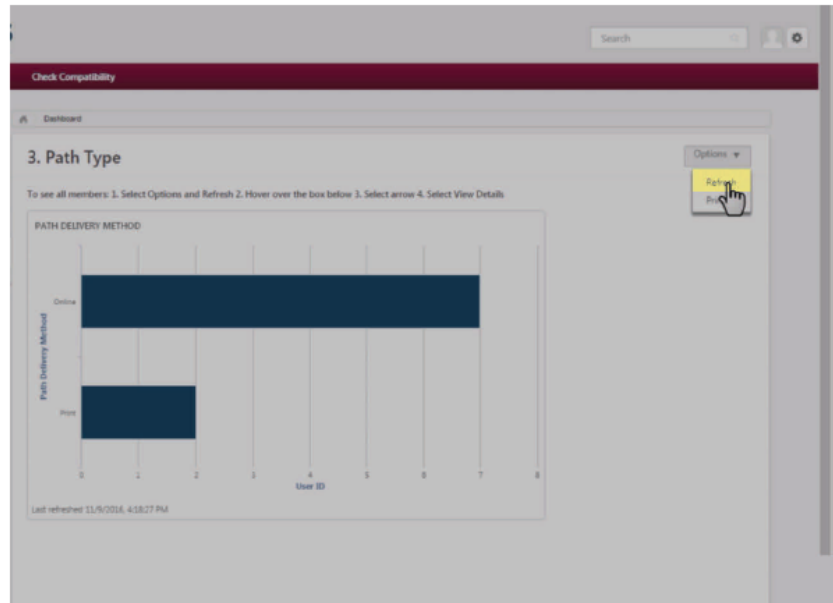 Search
Check Compatibility
Dashboard
3. Path Type
Options
Refresh
To see all members: 1. Select Options and Refresh 2. Hover over the box below 3. Select arrow 4. Select View Details
PATH DELIVERY METHOD
Online
Path Delivery Method
Print
0 1 2 3 4 5 6 7 8
User ID
Last refreshed 11/9/2016, 4:18:27 PM